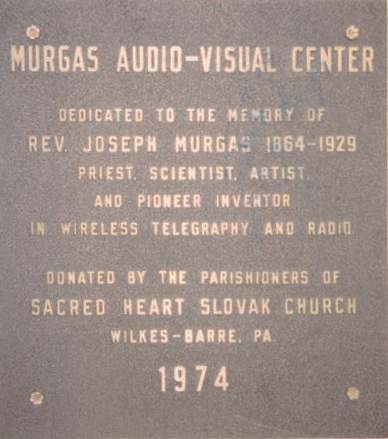 MURGAS AUDIO-VISUAL CENTER
DEDICATED TO THE MEMORY OF
REV. JOSEPH MURGAS 1864-1929
PRIEST, SCIENTIST, ARTIST,
AND PIONEER INVENTOR
IN WIRELESS TELEGRAPHY AND RADIO
DONATED BY THE PARISHIONERS OF
SACRED HEART SLOVAK CHURCH
WILKES-BARRE, PA
1974